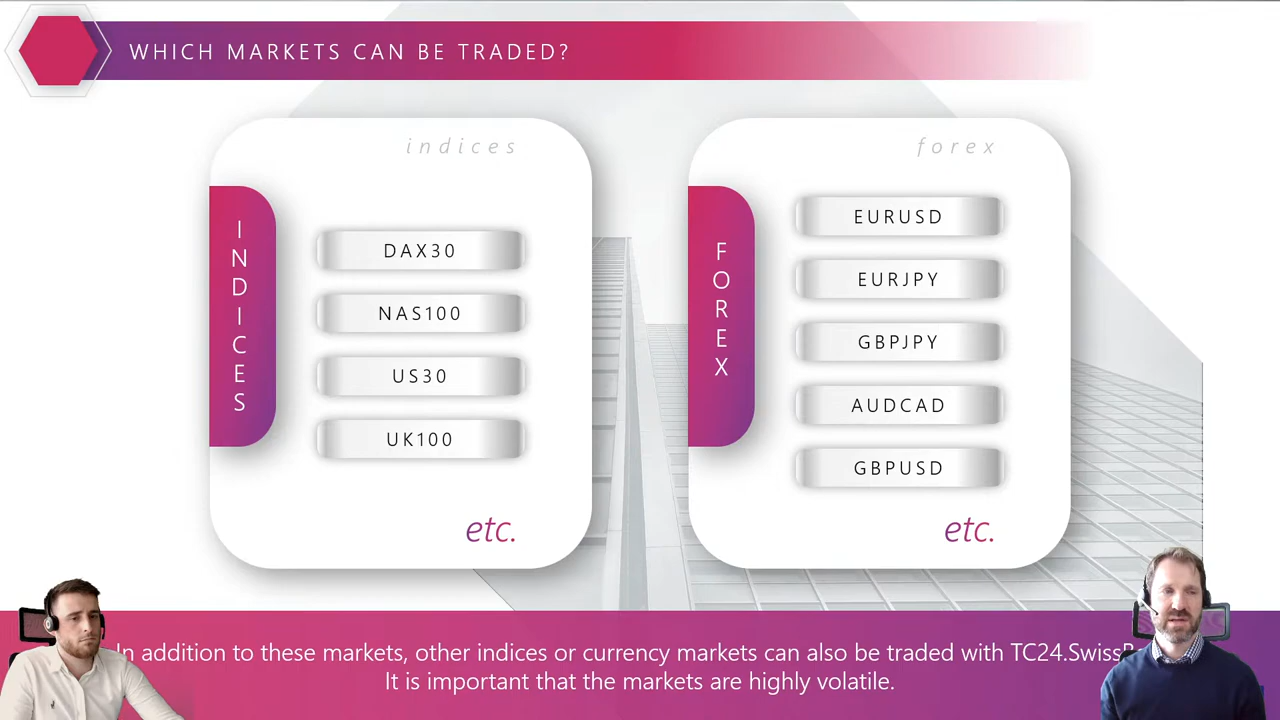 WHICH MARKETS CAN BE TRADED?
indices
INDICES
DAX30
NAS100
US30
UK100
etc.
forex
FOREX
EURUSD
EURJPY
GBPJPY
AUDCAD
GBPUSD
etc.
In addition to these markets, other indices or currency markets can also be traded with
It is important that the markets are highly volatile.